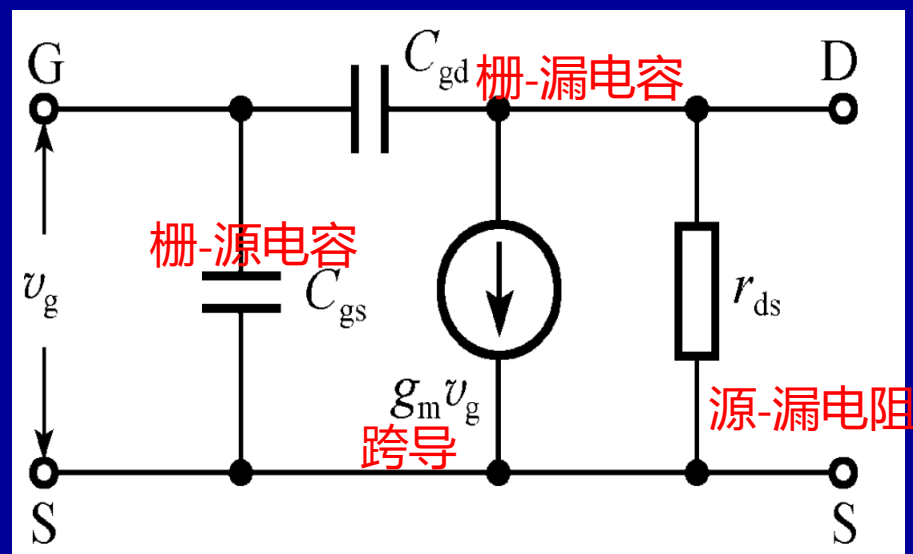 G
C_gd
栅-漏电容
D
栅-源电容
v_g
C_gs
r_ds
g_m v_g
源-漏电阻
跨导
S
S